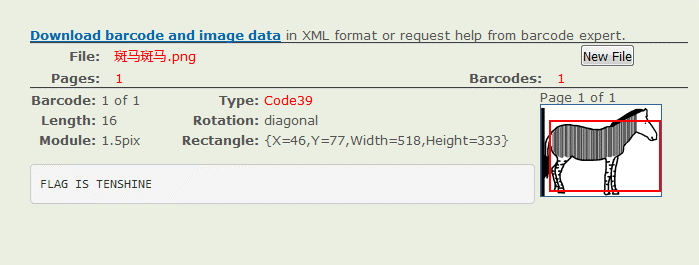 Download barcode and image data in XML format or request help from barcode expert.
File: 斑马斑马.png New File
Pages: 1 Barcodes: 1
Barcode: 1 of 1 Type: Code39 Page 1 of 1
Length: 16 Rotation: diagonal
Module: 1.5pix Rectangle: {X=46,Y=77,Width=518,Height=333}
FLAG IS TENSHINE